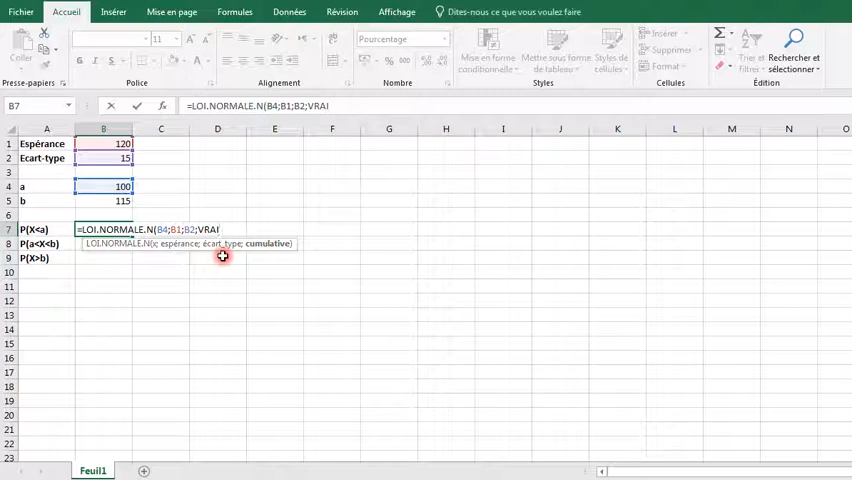 Fichier Accueil Insérer Mise en page Formules Données Révision Affichage Dites-nous ce que vous voulez faire
Coller
11
Pourcentage
Mise en forme conditionnelle
Mettre sous forme de tableau
Styles de cellules
Insérer
Supprimer
Format
Rechercher et sélectionner
Presse-papiers Police Alignement Nombre Styles Cellules
B7 =LOI.NORMALE.N(B4;B1;B2;VRAI
A B C D E F G H I J K L M N O
1 Espérance 120
2 Ecart-type 15
3
4 a 100
5 b 115
6
7 P(X<a) =LOI.NORMALE.N(B4;B1;B2;VRAI
8 P(a<X<b) LOI.NORMALE.N(x; espérance; écart_type; cumulative)
9 P(X>b)
10
11
12
13
14
15
16
17
18
19
20
21
22
23
Feuil1